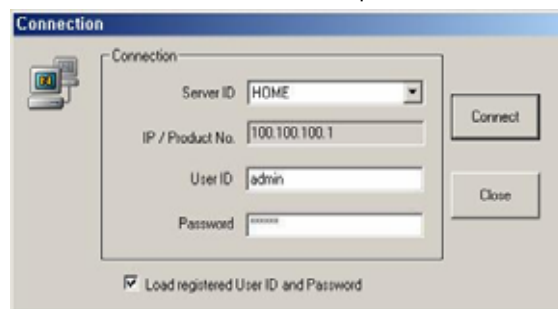 Connection
Connection
Server ID HOME
IP / Product No. 100.100.100.1
Connect
User ID admin
Close
Password ******
Load registered User ID and Password